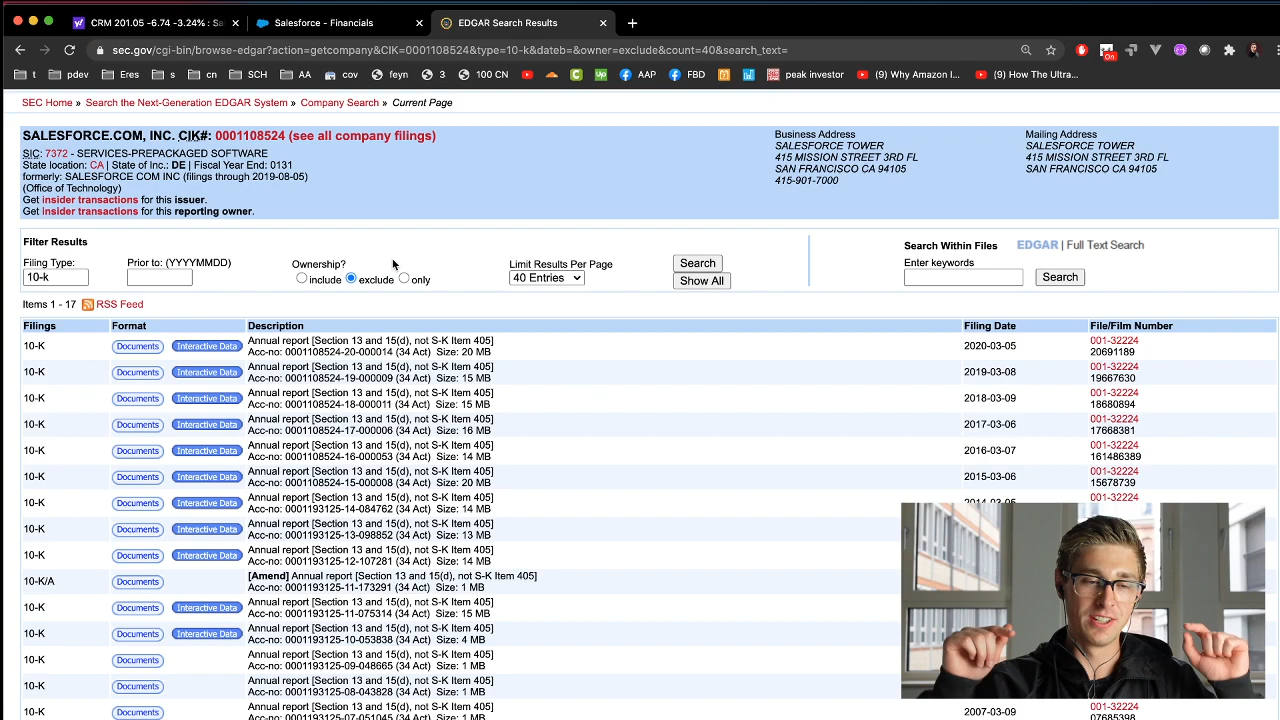 CRM 201.05 -6.74 -3.24% : Sa
Salesforce - Financials
EDGAR Search Results
sec.gov/cgi-bin/browse-edgar?action=getcompany&CIK=0001108524&type=10-k&dateb=&owner=exclude&count=40&search_text=
On
t pdev Eres s cn SCH AA cov feyn 3 100 CN AAP FBD peak investor (9) Why Amazon I... (9) How The Ultra...
SEC Home » Search the Next-Generation EDGAR System » Company Search » Current Page
SALESFORCE.COM, INC. CIK#: 0001108524 (see all company filings)
SIC: 7372 - SERVICES-PREPACKAGED SOFTWARE
State location: CA | State of Inc.: DE | Fiscal Year End: 0131
formerly: SALESFORCE COM INC (filings through 2019-08-05)
(Office of Technology)
Get insider transactions for this issuer.
Get insider transactions for this reporting owner.
Business Address
SALESFORCE TOWER
415 MISSION STREET 3RD FL
SAN FRANCISCO CA 94105
415-901-7000
Mailing Address
SALESFORCE TOWER
415 MISSION STREET 3RD FL
SAN FRANCISCO CA 94105
Filter Results
Filing Type:
10-k
Prior to: (YYYYMMDD)
Ownership?
include exclude only
Limit Results Per Page
40 Entries
Search
Show All
Search Within Files EDGAR | Full Text Search
Enter keywords
Search
Items 1 - 17 RSS Feed
Filings Format Description Filing Date File/Film Number
10-K Documents Interactive Data Annual report [Section 13 and 15(d), not S-K Item 405] 2020-03-05 001-32224
Acc-no: 0001108524-20-000014 (34 Act) Size: 20 MB 20691189
10-K Documents Interactive Data Annual report [Section 13 and 15(d), not S-K Item 405] 2019-03-08 001-32224
Acc-no: 0001108524-19-000009 (34 Act) Size: 15 MB 19667630
10-K Documents Interactive Data Annual report [Section 13 and 15(d), not S-K Item 405] 2018-03-09 001-32224
Acc-no: 0001108524-18-000011 (34 Act) Size: 15 MB 18680894
10-K Documents Interactive Data Annual report [Section 13 and 15(d), not S-K Item 405] 2017-03-06 001-32224
Acc-no: 0001108524-17-000006 (34 Act) Size: 16 MB 17668381
10-K Documents Interactive Data Annual report [Section 13 and 15(d), not S-K Item 405] 2016-03-07 001-32224
Acc-no: 0001108524-16-000053 (34 Act) Size: 14 MB 161486389
10-K Documents Interactive Data Annual report [Section 13 and 15(d), not S-K Item 405] 2015-03-06 001-32224
Acc-no: 0001108524-15-000008 (34 Act) Size: 20 MB 15678739
10-K Documents Interactive Data Annual report [Section 13 and 15(d), not S-K Item 405] 2014-03-05 001-32224
Acc-no: 0001193125-14-084762 (34 Act) Size: 14 MB
10-K Documents Interactive Data Annual report [Section 13 and 15(d), not S-K Item 405]
Acc-no: 0001193125-13-098852 (34 Act) Size: 13 MB
10-K Documents Interactive Data Annual report [Section 13 and 15(d), not S-K Item 405]
Acc-no: 0001193125-12-107281 (34 Act) Size: 14 MB
10-K/A Documents [Amend] Annual report [Section 13 and 15(d), not S-K Item 405]
Acc-no: 0001193125-11-173291 (34 Act) Size: 1 MB
10-K Documents Interactive Data Annual report [Section 13 and 15(d), not S-K Item 405]
Acc-no: 0001193125-11-075314 (34 Act) Size: 15 MB
10-K Documents Interactive Data Annual report [Section 13 and 15(d), not S-K Item 405]
Acc-no: 0001193125-10-053838 (34 Act) Size: 4 MB
10-K Documents Annual report [Section 13 and 15(d), not S-K Item 405]
Acc-no: 0001193125-09-048665 (34 Act) Size: 1 MB
10-K Documents Annual report [Section 13 and 15(d), not S-K Item 405]
Acc-no: 0001193125-08-043828 (34 Act) Size: 1 MB
10-K Documents Annual report [Section 13 and 15(d), not S-K Item 405] 2007-03-09 001-32224
Acc-no: 0001193125-07-051045 (34 Act) Size: 2 MB 07685398